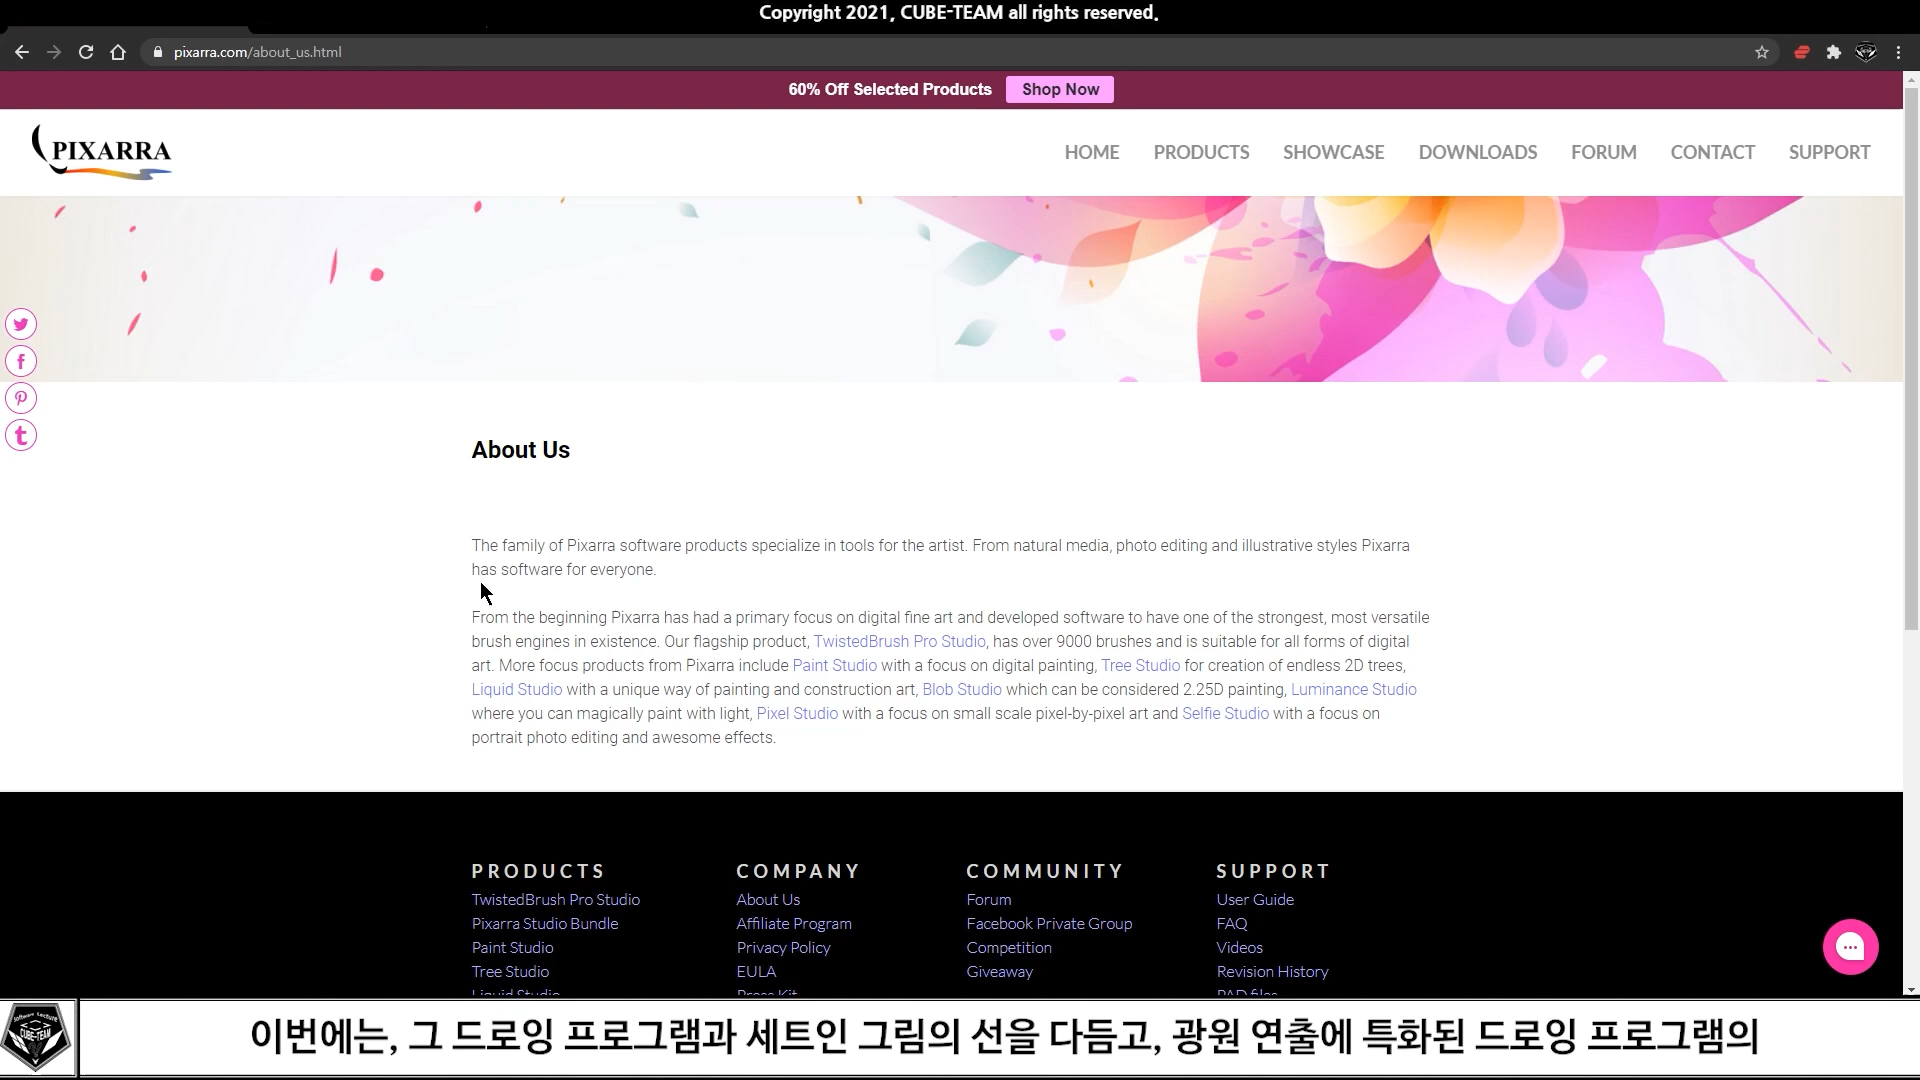 Copyright 2021, CUBE-TEAM all rights reserved.
pixarra.com/about_us.html
60% Off Selected Products Shop Now
PIXARRA
HOME PRODUCTS SHOWCASE DOWNLOADS FORUM CONTACT SUPPORT
About Us
The family of Pixarra software products specialize in tools for the artist. From natural media, photo editing and illustrative styles Pixarra
has software for everyone.
From the beginning Pixarra has had a primary focus on digital fine art and developed software to have one of the strongest, most versatile
brush engines in existence. Our flagship product, TwistedBrush Pro Studio, has over 9000 brushes and is suitable for all forms of digital
art. More focus products from Pixarra include Paint Studio with a focus on digital painting, Tree Studio for creation of endless 2D trees,
Liquid Studio with a unique way of painting and construction art, Blob Studio which can be considered 2.25D painting, Luminance Studio
where you can magically paint with light, Pixel Studio with a focus on small scale pixel-by-pixel art and Selfie Studio with a focus on
portrait photo editing and awesome effects.
PRODUCTS COMPANY COMMUNITY SUPPORT
TwistedBrush Pro Studio About Us Forum User Guide
Pixarra Studio Bundle Affiliate Program Facebook Private Group FAQ
Paint Studio Privacy Policy Competition Videos
Tree Studio EULA Giveaway Revision History
Liquid Studio Press Kit PAD files
Software Lecture
CUBE-TEAM
이번에는, 그 드로잉 프로그램과 세트인 그림의 선을 다듬고, 광원 연출에 특화된 드로잉 프로그램의